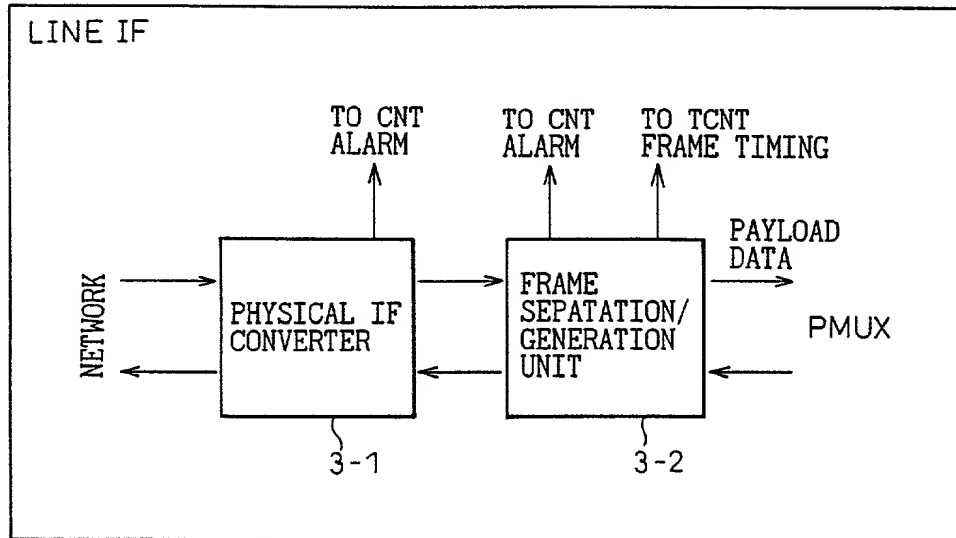 LINE IF
TO CNT
ALARM
TO CNT
ALARM
TO TCNT
FRAME TIMING
NETWORK
PHYSICAL IF
CONVERTER
FRAME
SEPATATION/
GENERATION
UNIT
PAYLOAD
DATA
PMUX
3-1
3-2